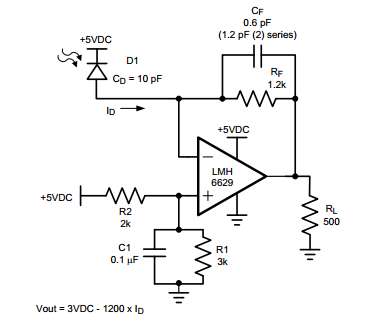 CF
0.6 pF
(1.2 pF (2) series)
+5VDC
D1
CD = 10 pF
RF
1.2k
ID
+5VDC
−
LMH
6629
+
+5VDC
R2
2k
RL
500
C1
0.1 µF
R1
3k
Vout = 3VDC - 1200 x ID